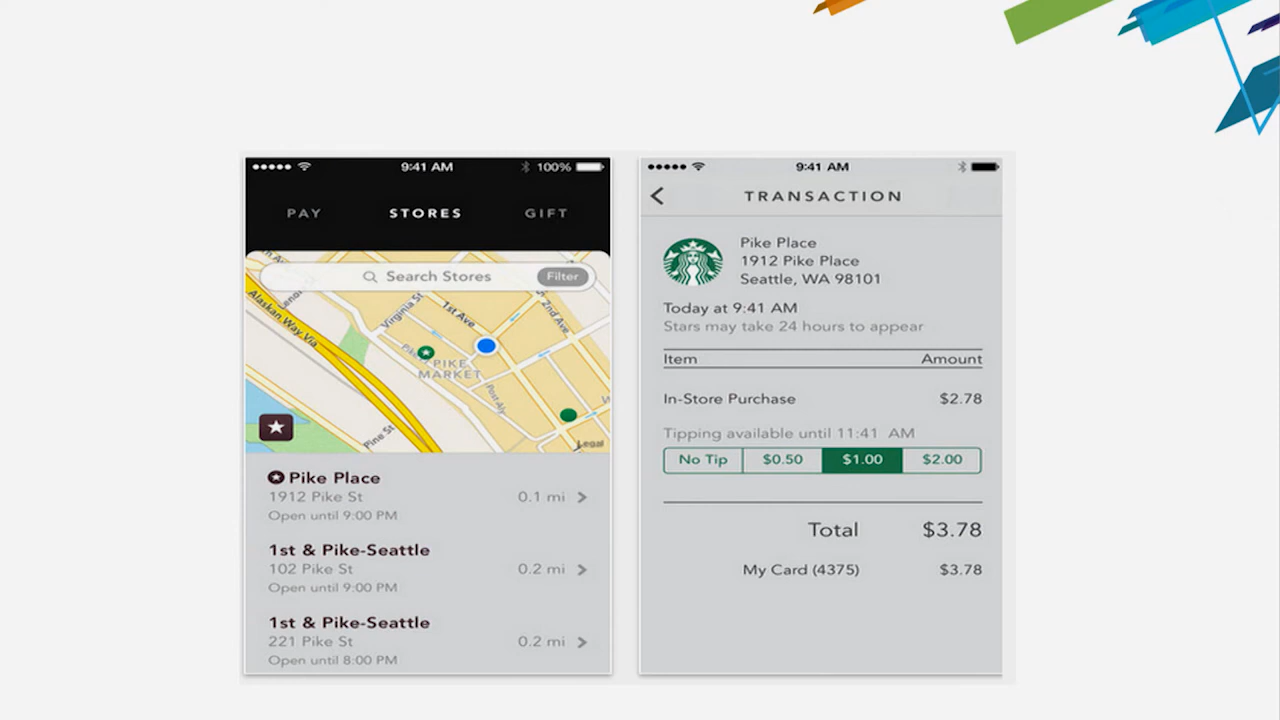 9:41 AM
100%
PAY
STORES
GIFT
Search Stores
Filter
Alaskan Way Via
Virginia St
1st Ave
2nd Ave
Pike
PIKE
MARKET
Post Aly
Pine St
Legal
Pike Place
1912 Pike St
0.1 mi
Open until 9:00 PM
1st & Pike-Seattle
102 Pike St
0.2 mi
Open until 9:00 PM
1st & Pike-Seattle
221 Pike St
0.2 mi
Open until 8:00 PM
9:41 AM
TRANSACTION
Pike Place
1912 Pike Place
Seattle, WA 98101
Today at 9:41 AM
Stars may take 24 hours to appear
Item Amount
In-Store Purchase $2.78
Tipping available until 11:41 AM
No Tip $0.50 $1.00 $2.00
Total $3.78
My Card (4375) $3.78